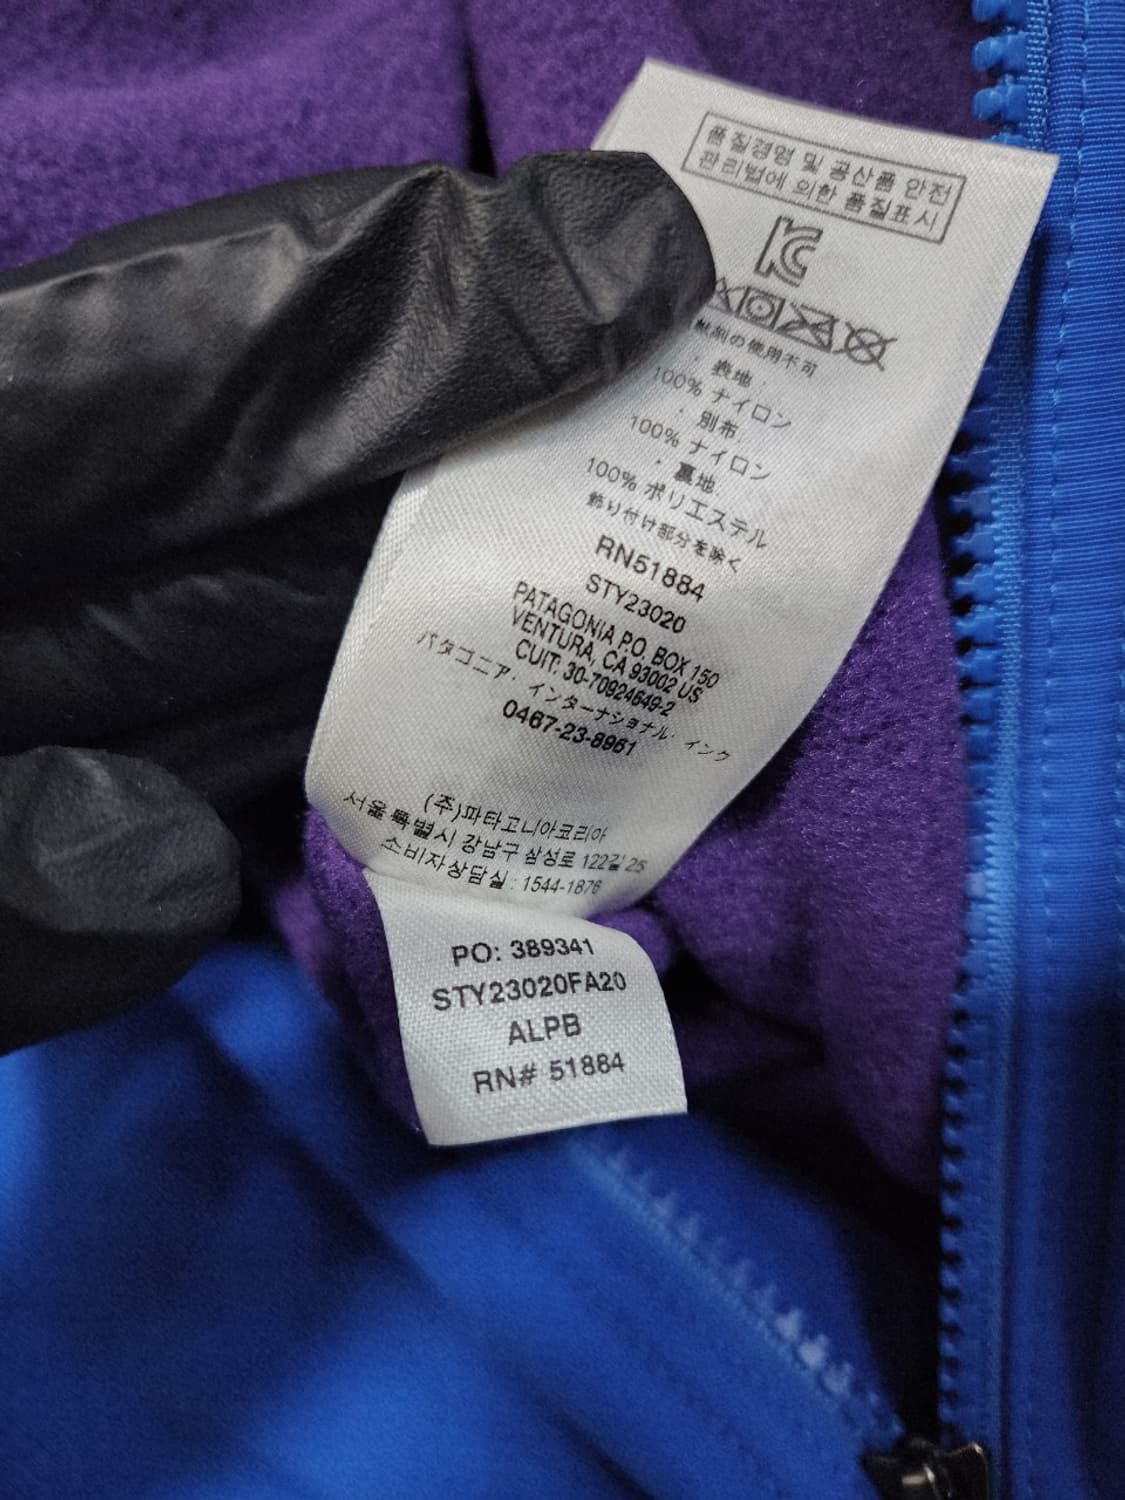 품질경영 및 공산품 안전
관리법에 의한 품질표시
剤の使用不可
・表地
100% ナイロン
・別布
100% ナイロン
・裏地
100% ポリエステル
飾り付け部分を除く
RN51884
STY23020
PATAGONIA P.O. BOX 150
VENTURA, CA 93002 US
CUIT: 30-70924649-2
パタゴニア・インターナショナル・インク
0467-23-8961
(주)파타고니아코리아
서울특별시 강남구 삼성로 122길 25
소비자상담실 : 1544-1876
PO: 389341
STY23020FA20
ALPB
RN# 51884